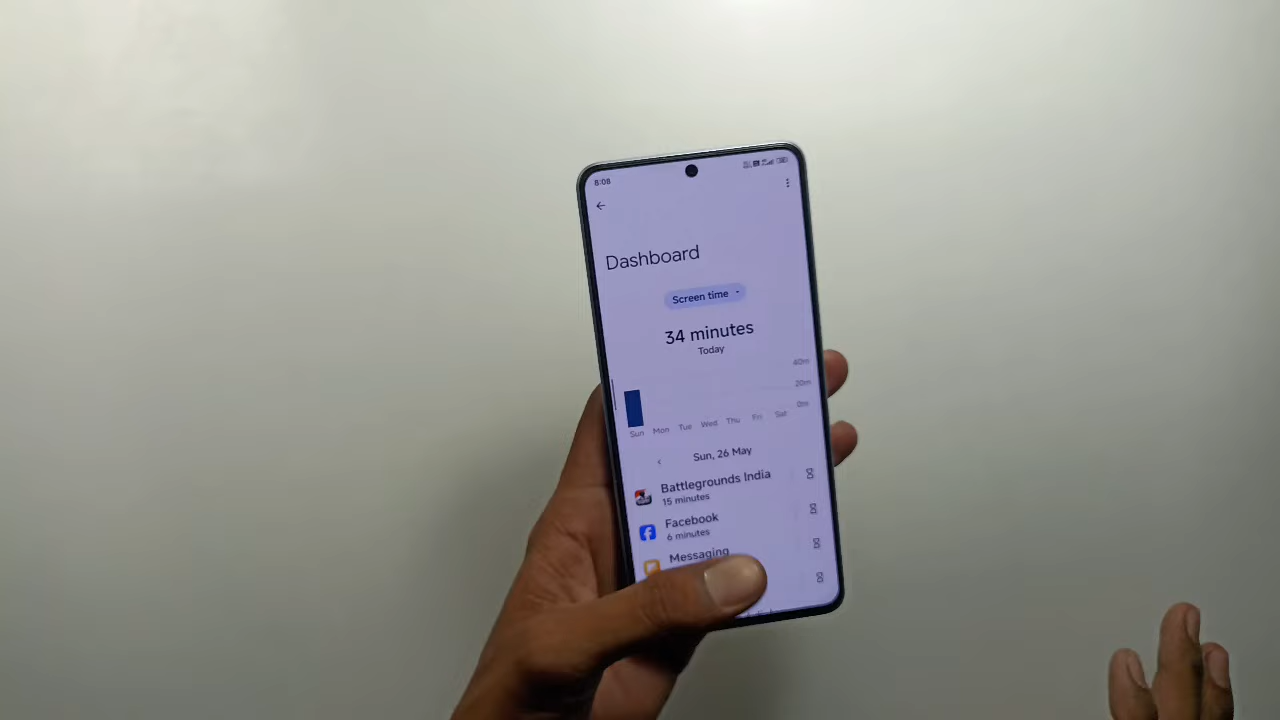 8:08
Dashboard
Screen time
34 minutes
Today
40m
20m
0m
Sun Mon Tue Wed Thu Fri Sat
Sun, 26 May
Battlegrounds India
15 minutes
Facebook
6 minutes
Messaging